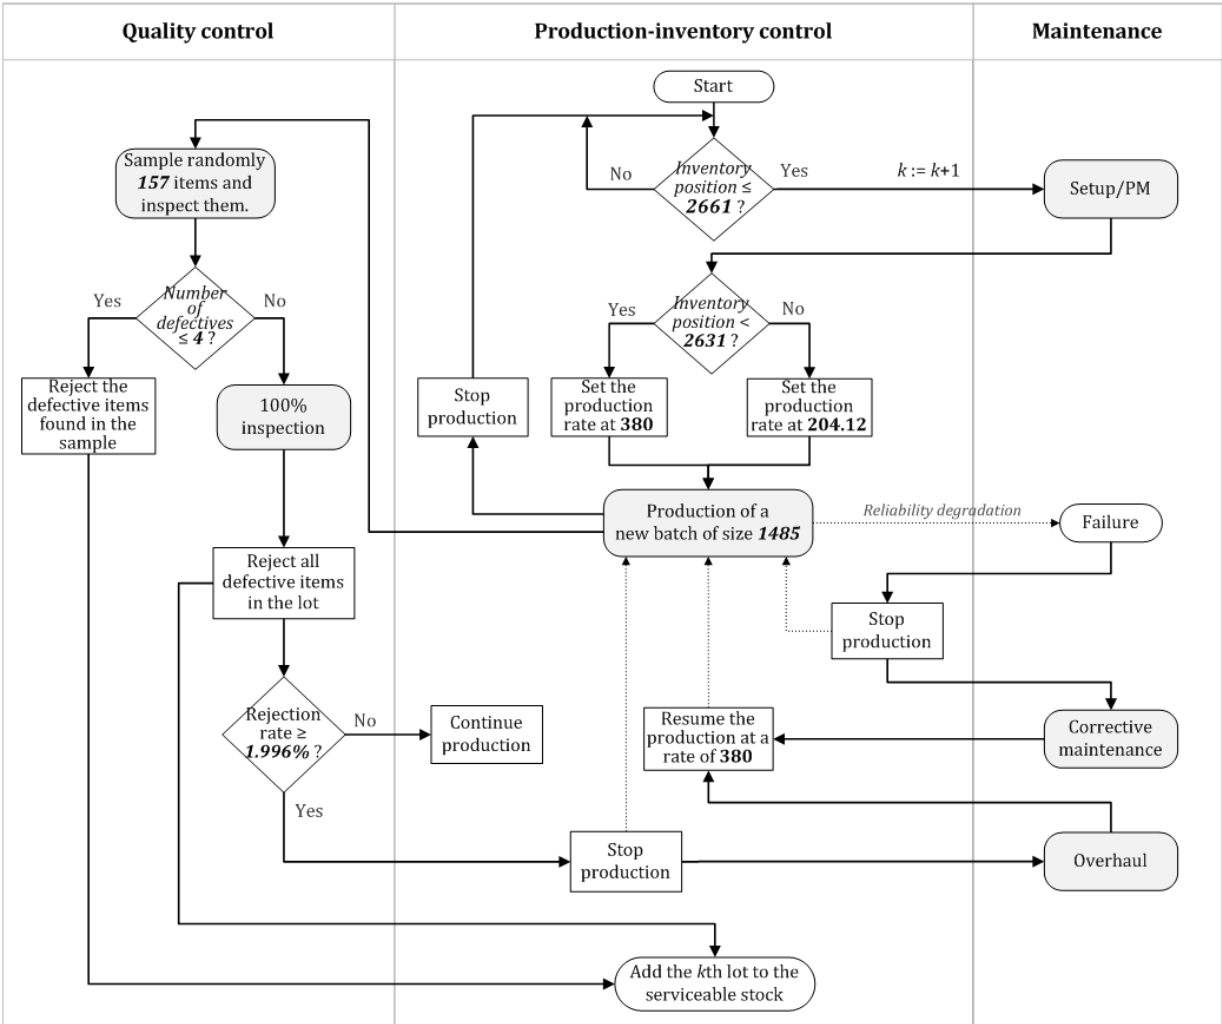 Quality control
Production-inventory control
Maintenance
Start
Inventory
position ≤
2661 ?
No
Yes
k := k+1
Setup/PM
Sample randomly
157 items and
inspect them.
Number
of
defectives
≤ 4 ?
Yes
No
Reject the
defective items
found in the
sample
100%
inspection
Inventory
position <
2631 ?
Yes
No
Stop
production
Set the
production
rate at 380
Set the
production
rate at 204.12
Production of a
new batch of size 1485
Reliability degradation
Failure
Reject all
defective items
in the lot
Stop
production
Rejection
rate ≥
1.996% ?
No
Yes
Continue
production
Resume the
production at a
rate of 380
Corrective
maintenance
Stop
production
Overhaul
Add the kth lot to the
serviceable stock